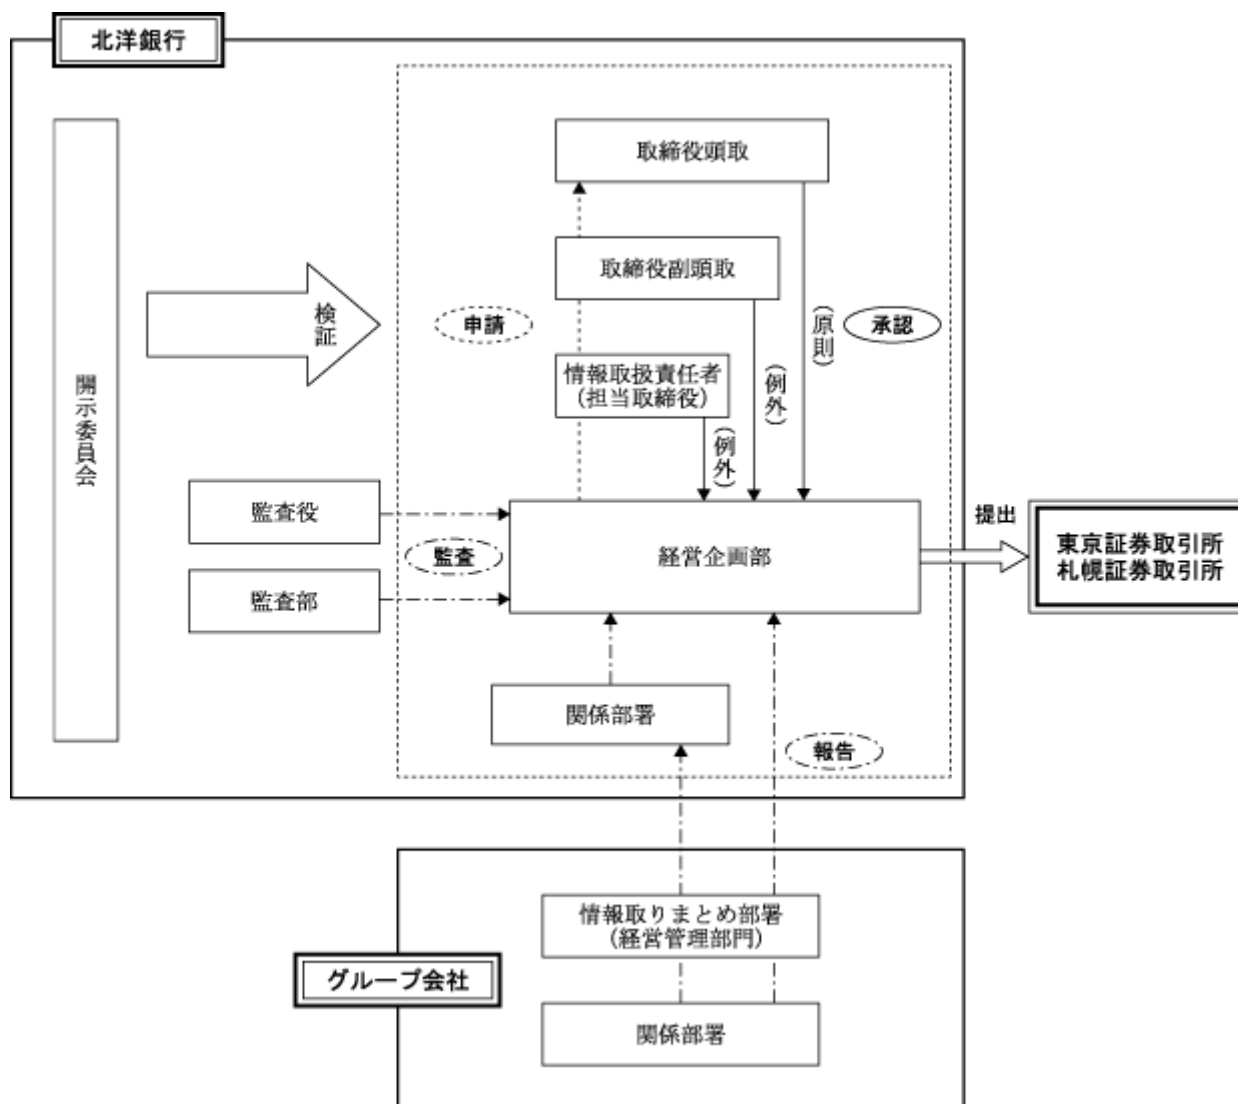 北洋銀行
取締役頭取
取締役副頭取
検証
申請
(原則)
承認
情報取扱責任者
(担当取締役)
(例外)
(例外)
開示委員会
監査役
監査
監査部
経営企画部
提出
東京証券取引所
札幌証券取引所
関係部署
報告
情報取りまとめ部署
(経営管理部門)
グループ会社
関係部署